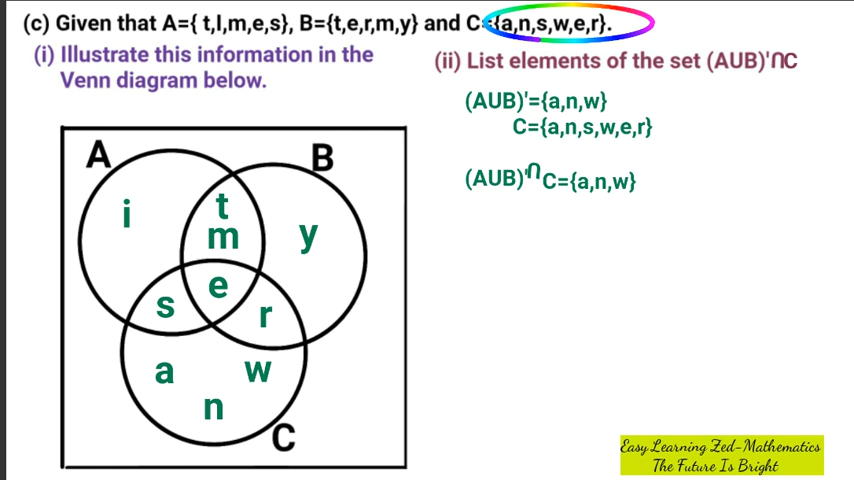 (c) Given that A={ t,l,m,e,s}, B={t,e,r,m,y} and C={a,n,s,w,e,r}.
(i) Illustrate this information in the
Venn diagram below.
(ii) List elements of the set (AUB)'∩C
(AUB)'={a,n,w}
C={a,n,s,w,e,r}
(AUB)'∩C={a,n,w}
A
B
i
t
m
y
s
e
r
a
w
n
C
Easy Learning Zed-Mathematics
The Future Is Bright